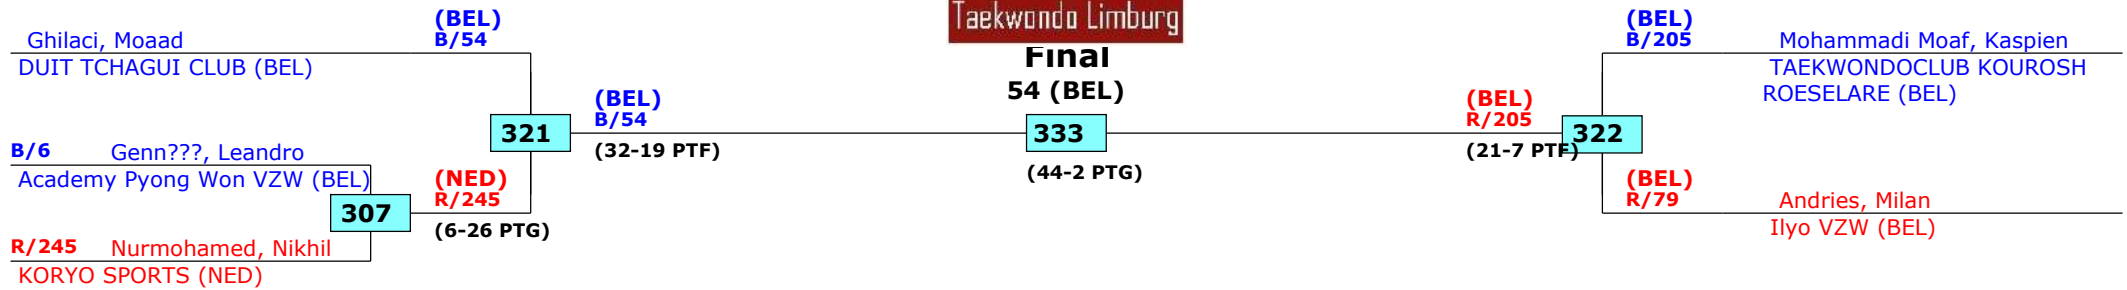 Taekwondo Limburg
Final
54 (BEL)
(BEL)
B/54
Ghilaci, Moaad
DUIT TCHAGUI CLUB (BEL)
(BEL)
B/205
Mohammadi Moaf, Kaspien
TAEKWONDOCLUB KOUROSH
ROESELARE (BEL)
321
(BEL)
B/54
(32-19 PTF)
333
(44-2 PTG)
(BEL)
R/205
(21-7 PTF)
322
B/6 Genn???, Leandro
Academy Pyong Won VZW (BEL)
307
(NED)
R/245
(6-26 PTG)
R/245 Nurmohamed, Nikhil
KORYO SPORTS (NED)
(BEL)
R/79
Andries, Milan
Ilyo VZW (BEL)